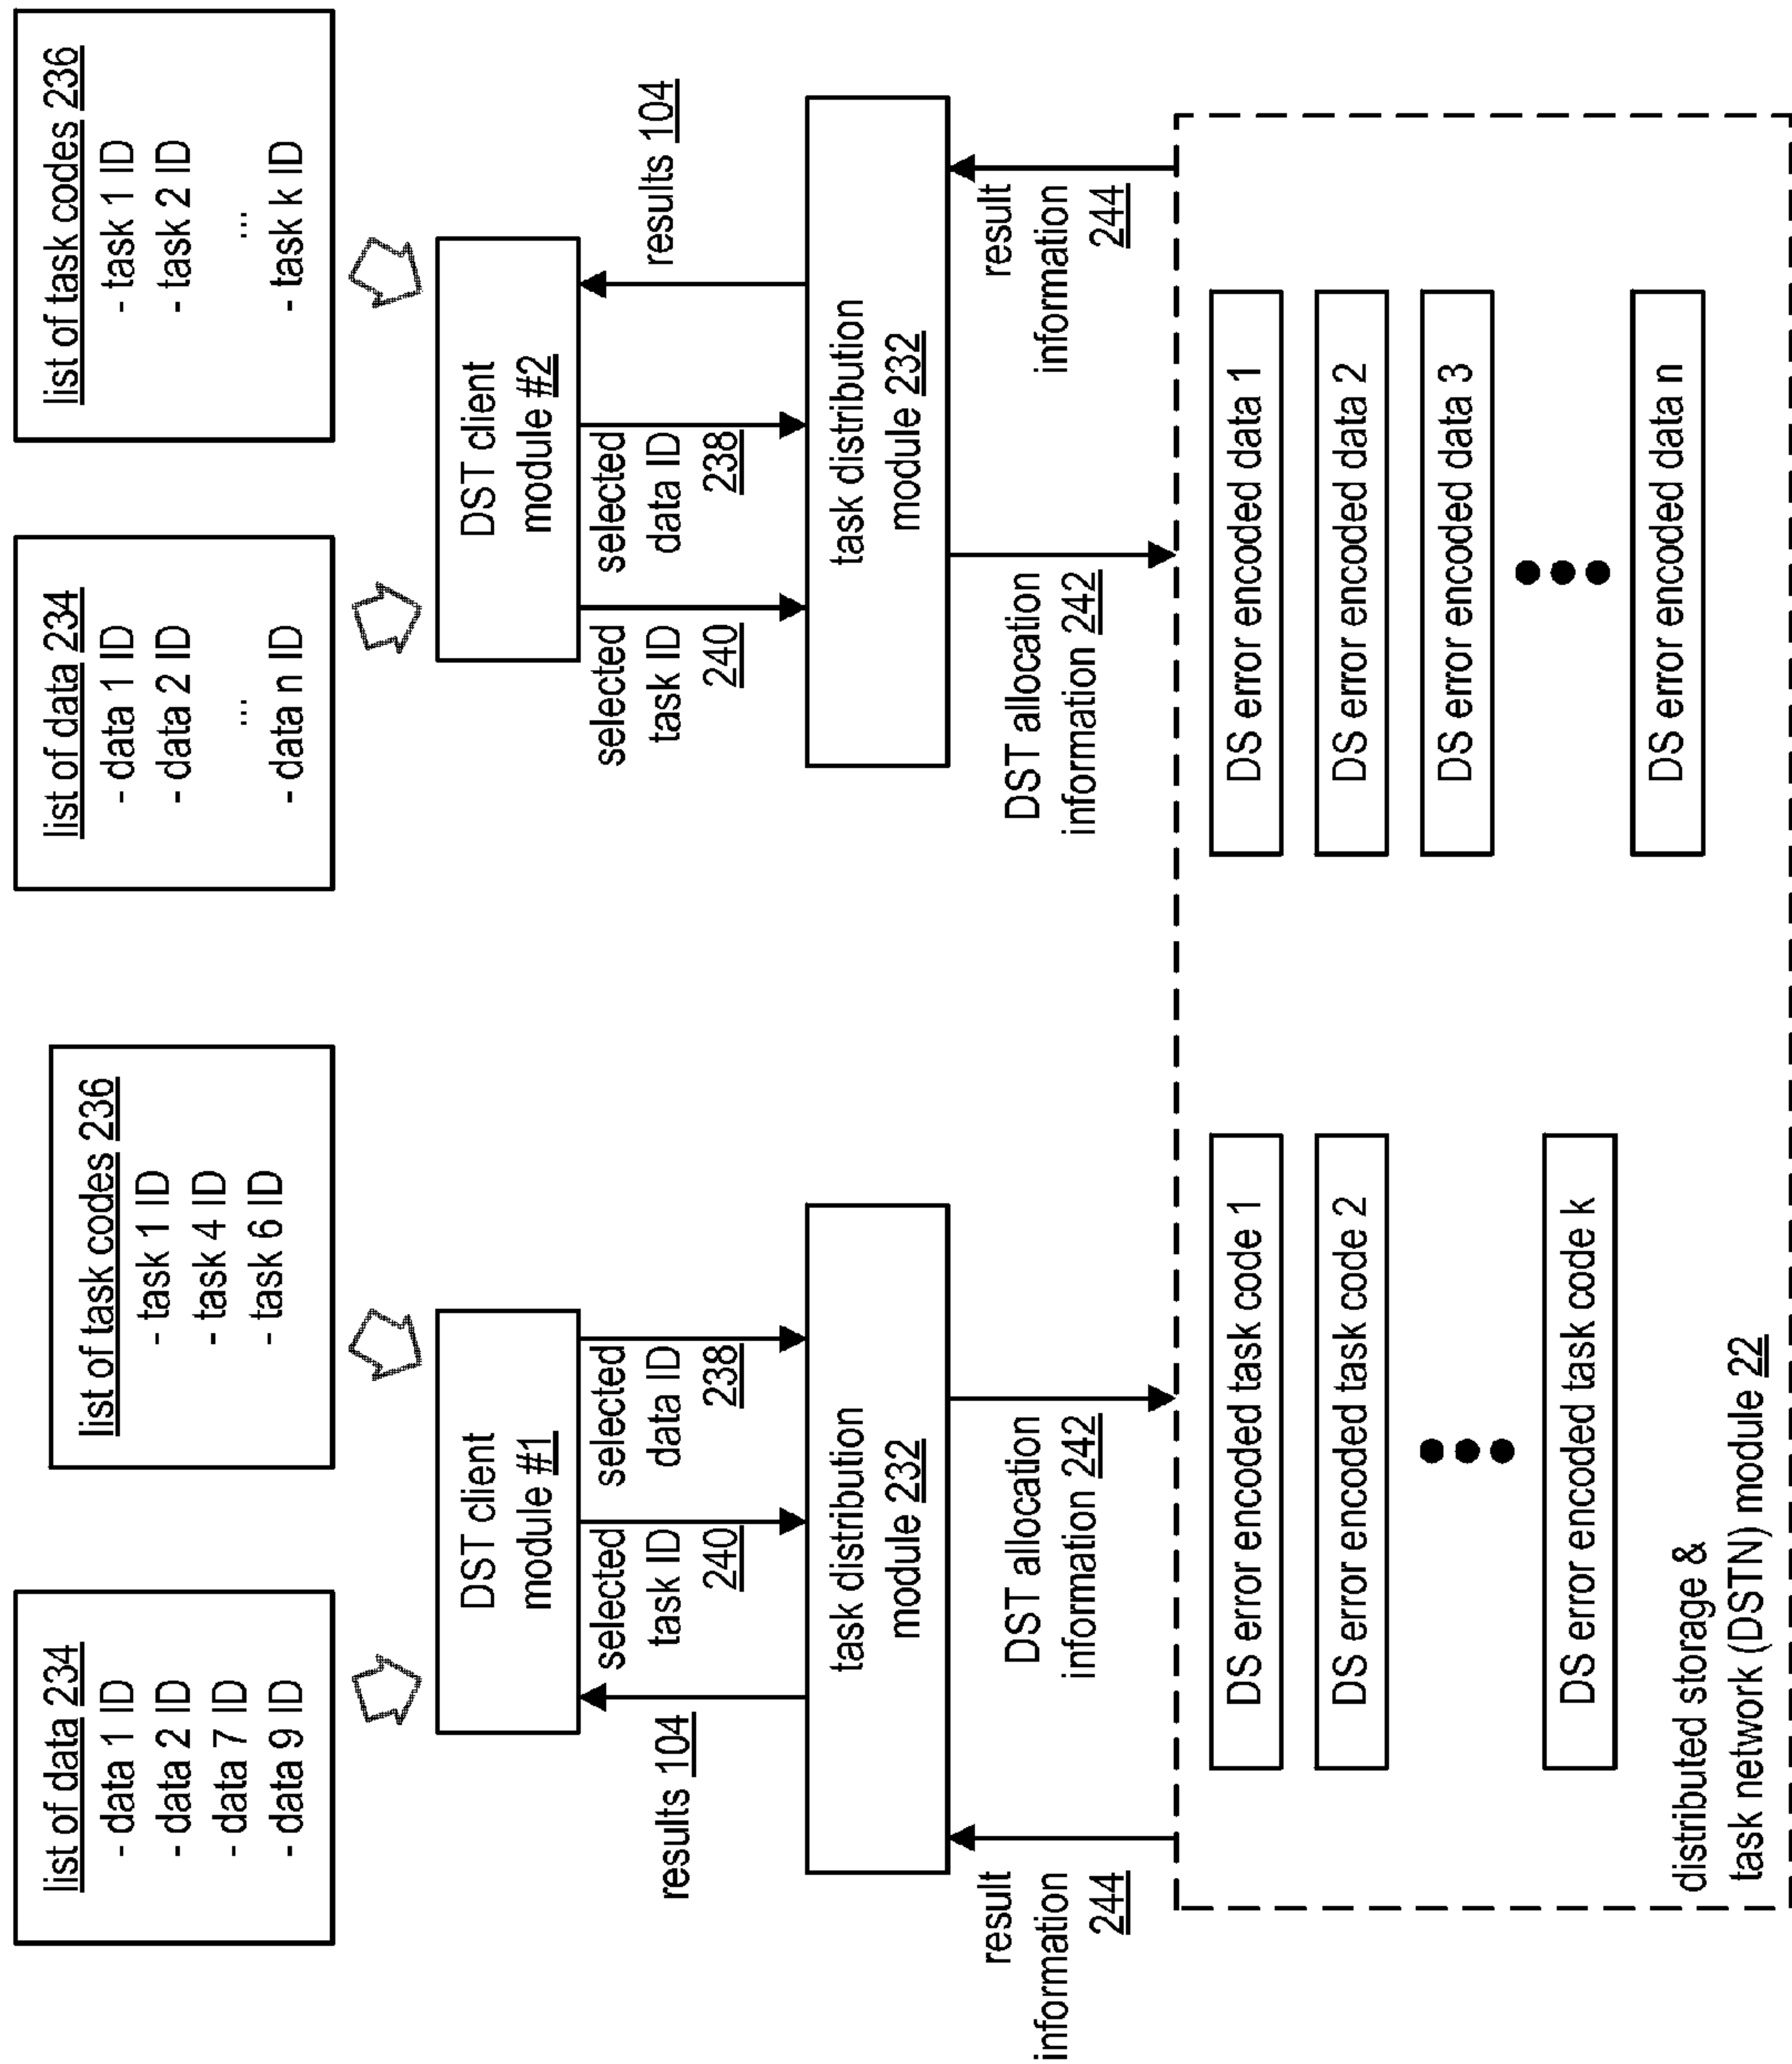 list of data 234
- data 1 ID
- data 2 ID
- data 7 ID
- data 9 ID
list of task codes 236
- task 1 ID
- task 4 ID
- task 6 ID
list of data 234
- data 1 ID
- data 2 ID
...
- data n ID
list of task codes 236
- task 1 ID
- task 2 ID
...
- task k ID
DST client
module #1
DST client
module #2
results 104
selected
task ID
240
selected
data ID
238
selected
task ID
240
selected
data ID
238
results 104
task distribution
module 232
task distribution
module 232
result
information
244
DST allocation
information 242
DST allocation
information 242
result
information
244
DS error encoded task code 1
DS error encoded task code 2
DS error encoded task code k
DS error encoded data 1
DS error encoded data 2
DS error encoded data 3
DS error encoded data n
distributed storage &
task network (DSTN) module 22